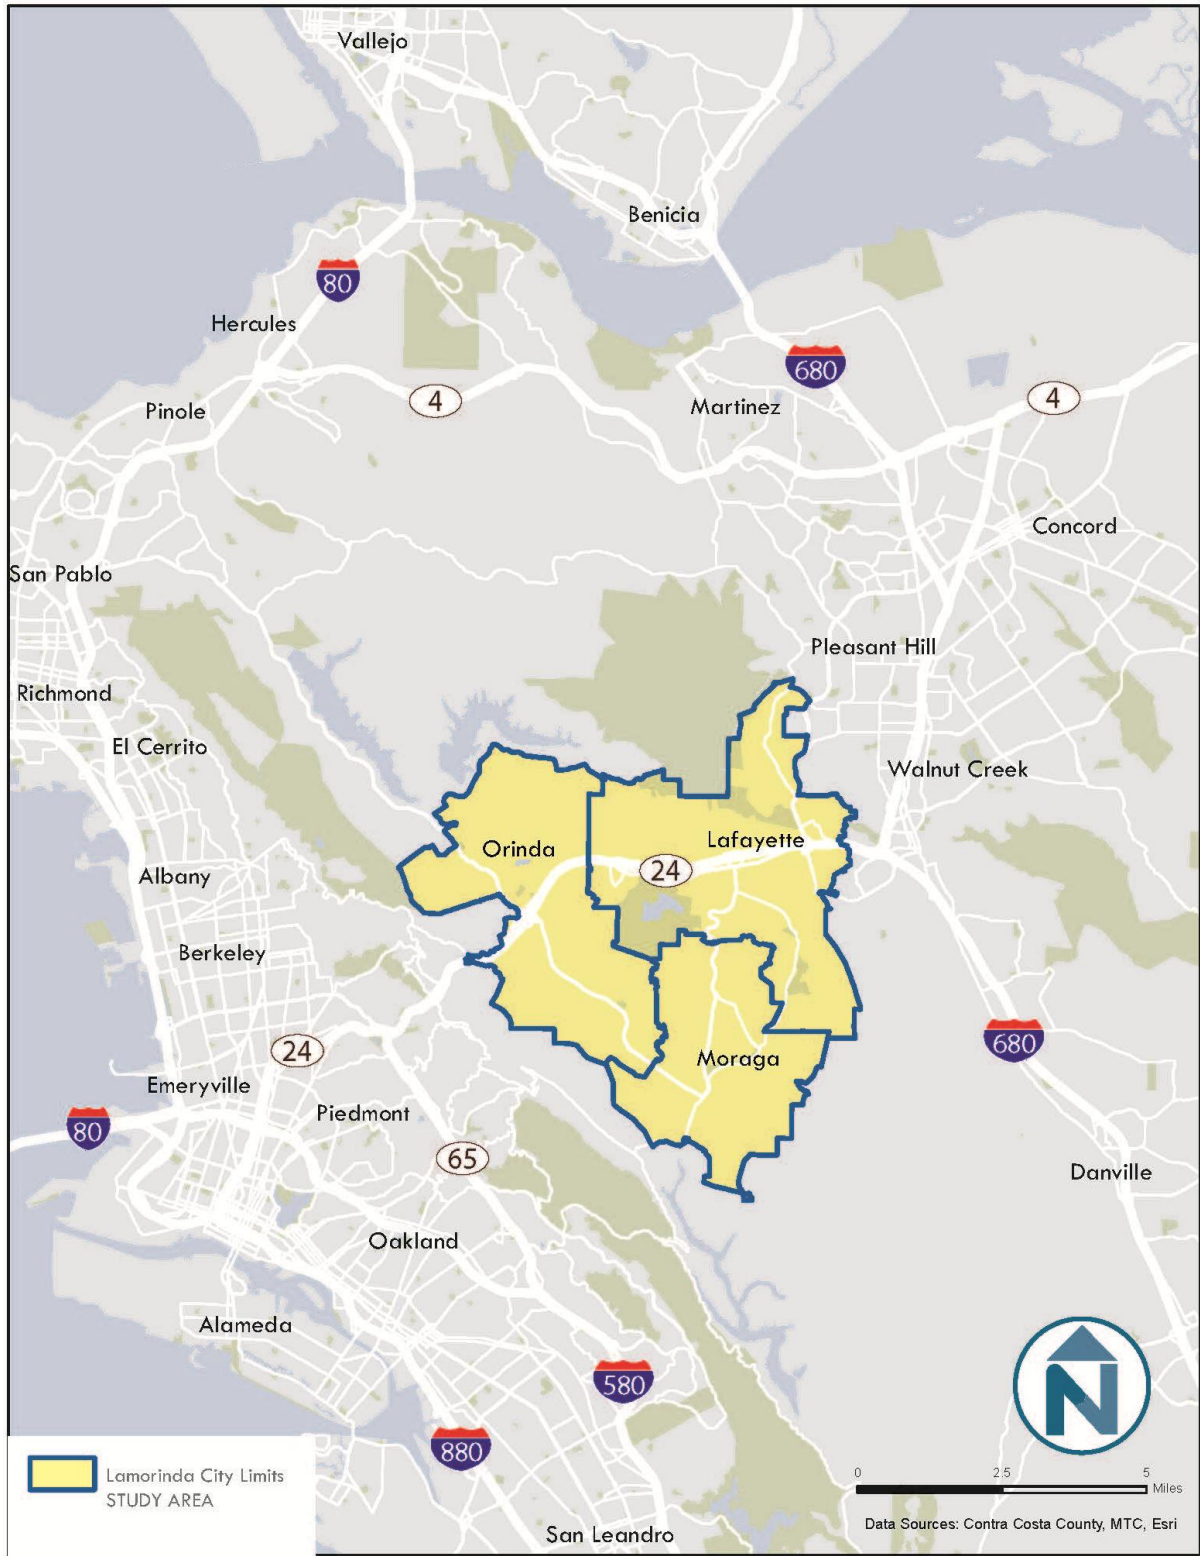 Vallejo
Benicia
80
Hercules
680
4
Pinole
4
Martinez
Concord
San Pablo
Pleasant Hill
Richmond
El Cerrito
Walnut Creek
Orinda
Lafayette
24
Albany
Berkeley
24
680
Moraga
Emeryville
Piedmont
80
65
Danville
Oakland
Alameda
N
580
880
Lamorinda City Limits
STUDY AREA
0 2.5 5
Miles
Data Sources: Contra Costa County, MTC, Esri
San Leandro